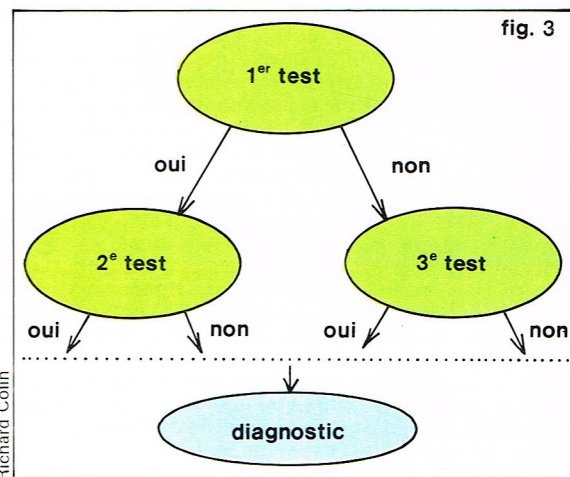 fig. 3
1er test
oui non
2e test 3e test
oui non oui non
diagnostic
Richard Colin